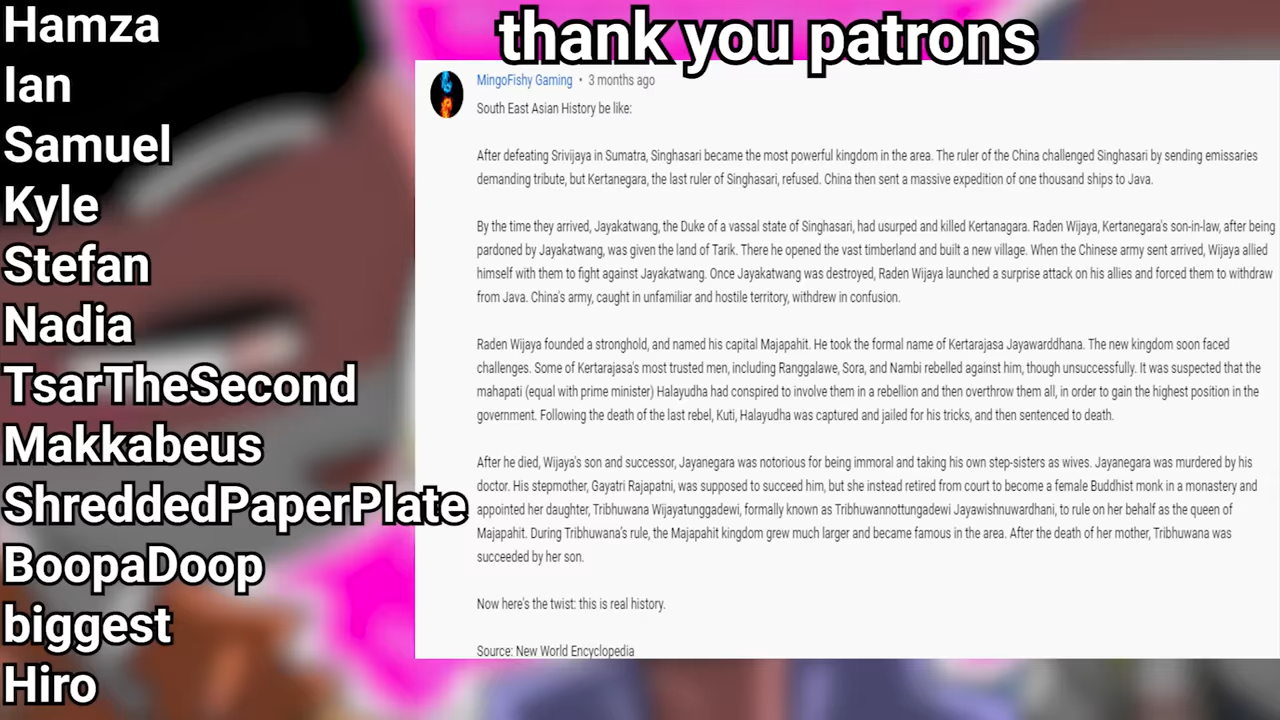 thank you patrons
Hamza
Ian
Samuel
Kyle
Stefan
Nadia
TsarTheSecond
Makkabeus
ShreddedPaperPlate
BoopaDoop
biggest
Hiro
MingoFishy Gaming • 3 months ago
South East Asian History be like:
After defeating Srivijaya in Sumatra, Singhasari became the most powerful kingdom in the area. The ruler of the China challenged Singhasari by sending emissaries
demanding tribute, but Kertanegara, the last ruler of Singhasari, refused. China then sent a massive expedition of one thousand ships to Java.
By the time they arrived, Jayakatwang, the Duke of a vassal state of Singhasari, had usurped and killed Kertanagara. Raden Wijaya, Kertanegara's son-in-law, after being
pardoned by Jayakatwang, was given the land of Tarik. There he opened the vast timberland and built a new village. When the Chinese army sent arrived, Wijaya allied
himself with them to fight against Jayakatwang. Once Jayakatwang was destroyed, Raden Wijaya launched a surprise attack on his allies and forced them to withdraw
from Java. China's army, caught in unfamiliar and hostile territory, withdrew in confusion.
Raden Wijaya founded a stronghold, and named his capital Majapahit. He took the formal name of Kertarajasa Jayawarddhana. The new kingdom soon faced
challenges. Some of Kertarajasa's most trusted men, including Ranggalawe, Sora, and Nambi rebelled against him, though unsuccessfully. It was suspected that the
mahapati (equal with prime minister) Halayudha had conspired to involve them in a rebellion and then overthrow them all, in order to gain the highest position in the
government. Following the death of the last rebel, Kuti, Halayudha was captured and jailed for his tricks, and then sentenced to death.
After he died, Wijaya's son and successor, Jayanegara was notorious for being immoral and taking his own step-sisters as wives. Jayanegara was murdered by his
doctor. His stepmother, Gayatri Rajapatni, was supposed to succeed him, but she instead retired from court to become a female Buddhist monk in a monastery and
appointed her daughter, Tribhuwana Wijayatunggadewi, formally known as Tribhuwannottungadewi Jayawishnuwardhani, to rule on her behalf as the queen of
Majapahit. During Tribhuwana's rule, the Majapahit kingdom grew much larger and became famous in the area. After the death of her mother, Tribhuwana was
succeeded by her son.
Now here's the twist: this is real history.
Source: New World Encyclopedia